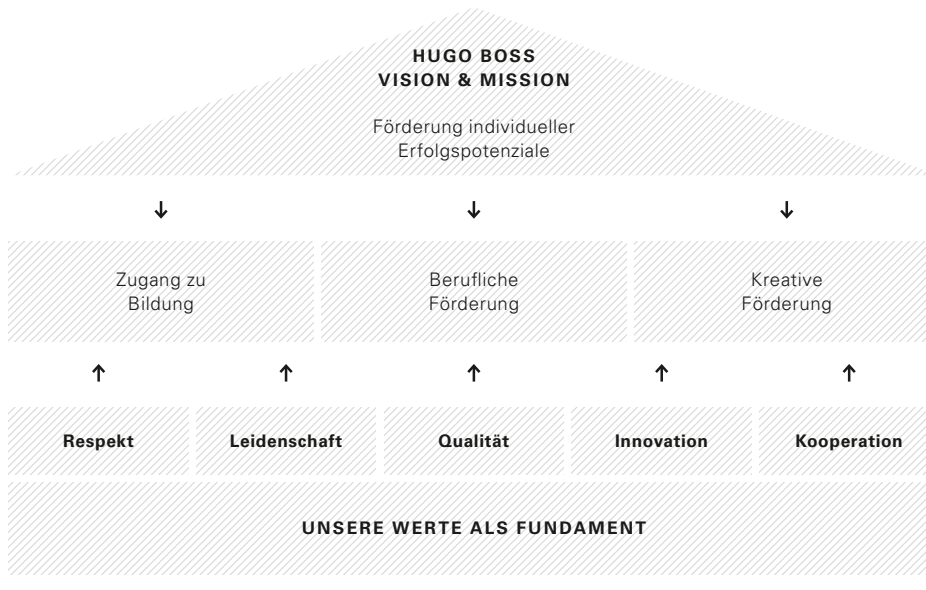 HUGO BOSS
VISION & MISSION
Förderung individueller
Erfolgspotenziale
Zugang zu
Bildung
Berufliche
Förderung
Kreative
Förderung
Respekt
Leidenschaft
Qualität
Innovation
Kooperation
UNSERE WERTE ALS FUNDAMENT